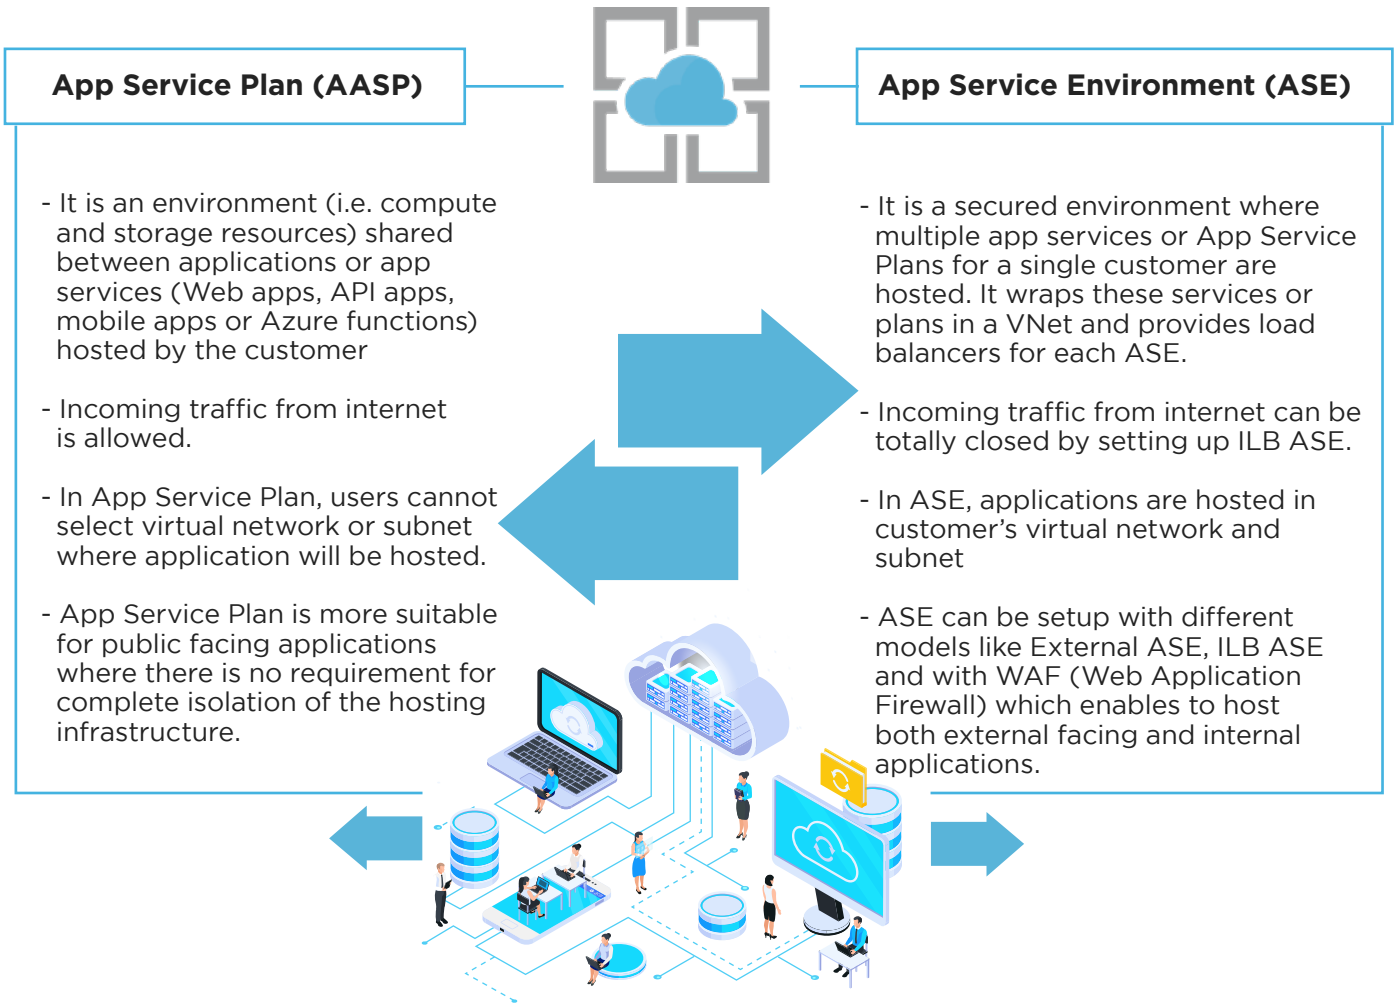 App Service Plan (AASP)
- It is an environment (i.e. compute
and storage resources) shared
between applications or app
services (Web apps, API apps,
mobile apps or Azure functions)
hosted by the customer
- Incoming traffic from internet
is allowed.
- In App Service Plan, users cannot
select virtual network or subnet
where application will be hosted.
- App Service Plan is more suitable
for public facing applications
where there is no requirement for
complete isolation of the hosting
infrastructure.
App Service Environment (ASE)
- It is a secured environment where
multiple app services or App Service
Plans for a single customer are
hosted. It wraps these services or
plans in a VNet and provides load
balancers for each ASE.
- Incoming traffic from internet can be
totally closed by setting up ILB ASE.
- In ASE, applications are hosted in
customer’s virtual network and
subnet
- ASE can be setup with different
models like External ASE, ILB ASE
and with WAF (Web Application
Firewall) which enables to host
both external facing and internal
applications.